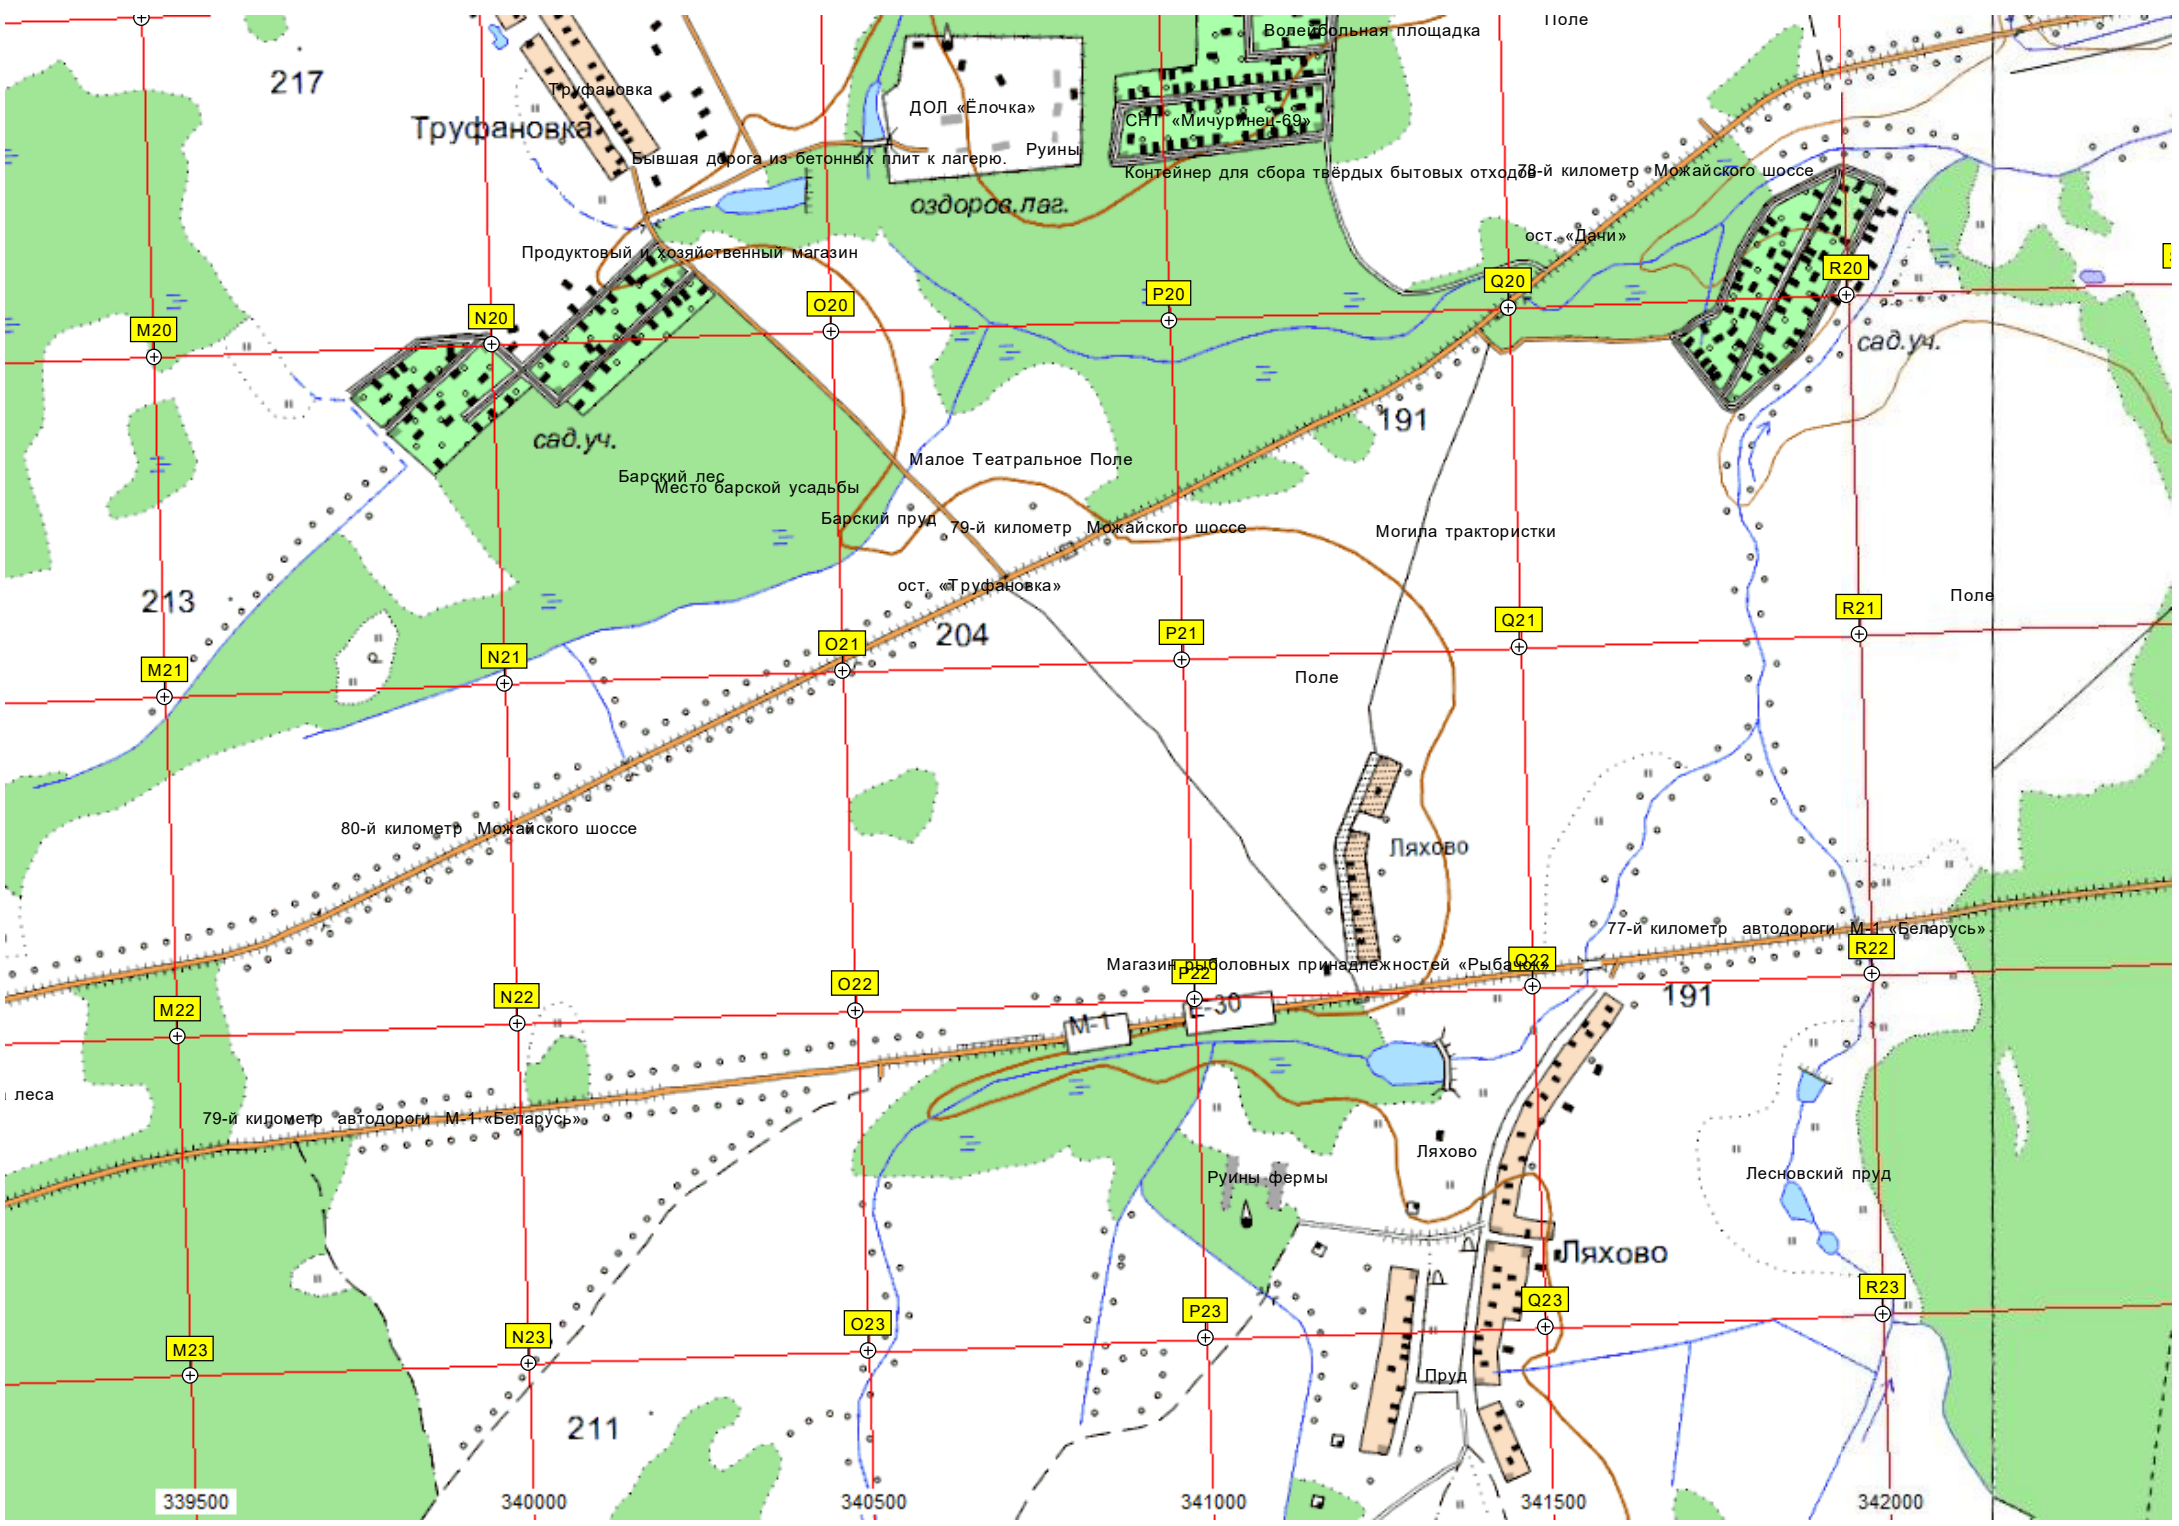 Поле
Волейбольная площадка
217
Труфановка
ДОЛ «Ёлочка»
Труфановка
СНТ «Мичуринец-69»
Руины
Бывшая дорога из бетонных плит к лагерю.
Контейнер для сбора твёрдых бытовых отходов
78-й километр Можайского шоссе
оздоров.лаг.
ост. «Дачи»
Продуктовый и хозяйственный магазин
R20
Q20
P20
O20
N20
M20
сад.уч.
191
сад.уч.
Малое Театральное Поле
Барский лес
Место барской усадьбы
Барский пруд
79-й километр Можайского шоссе
Могила трактористки
ост. «Труфановка»
Поле
213
R21
Q21
P21
204
O21
N21
M21
Поле
80-й километр Можайского шоссе
Ляхово
77-й километр автодороги М-1 «Беларусь»
R22
Магазин рыболовных принадлежностей «Рыбачок»
Q22
P22
O22
N22
191
M22
E-30
М-1
леса
79-й километр автодороги М-1 «Беларусь»
Ляхово
Руины фермы
Лесновский пруд
Ляхово
R23
Q23
P23
O23
N23
M23
Пруд
211
339500
340000
340500
341000
341500
342000